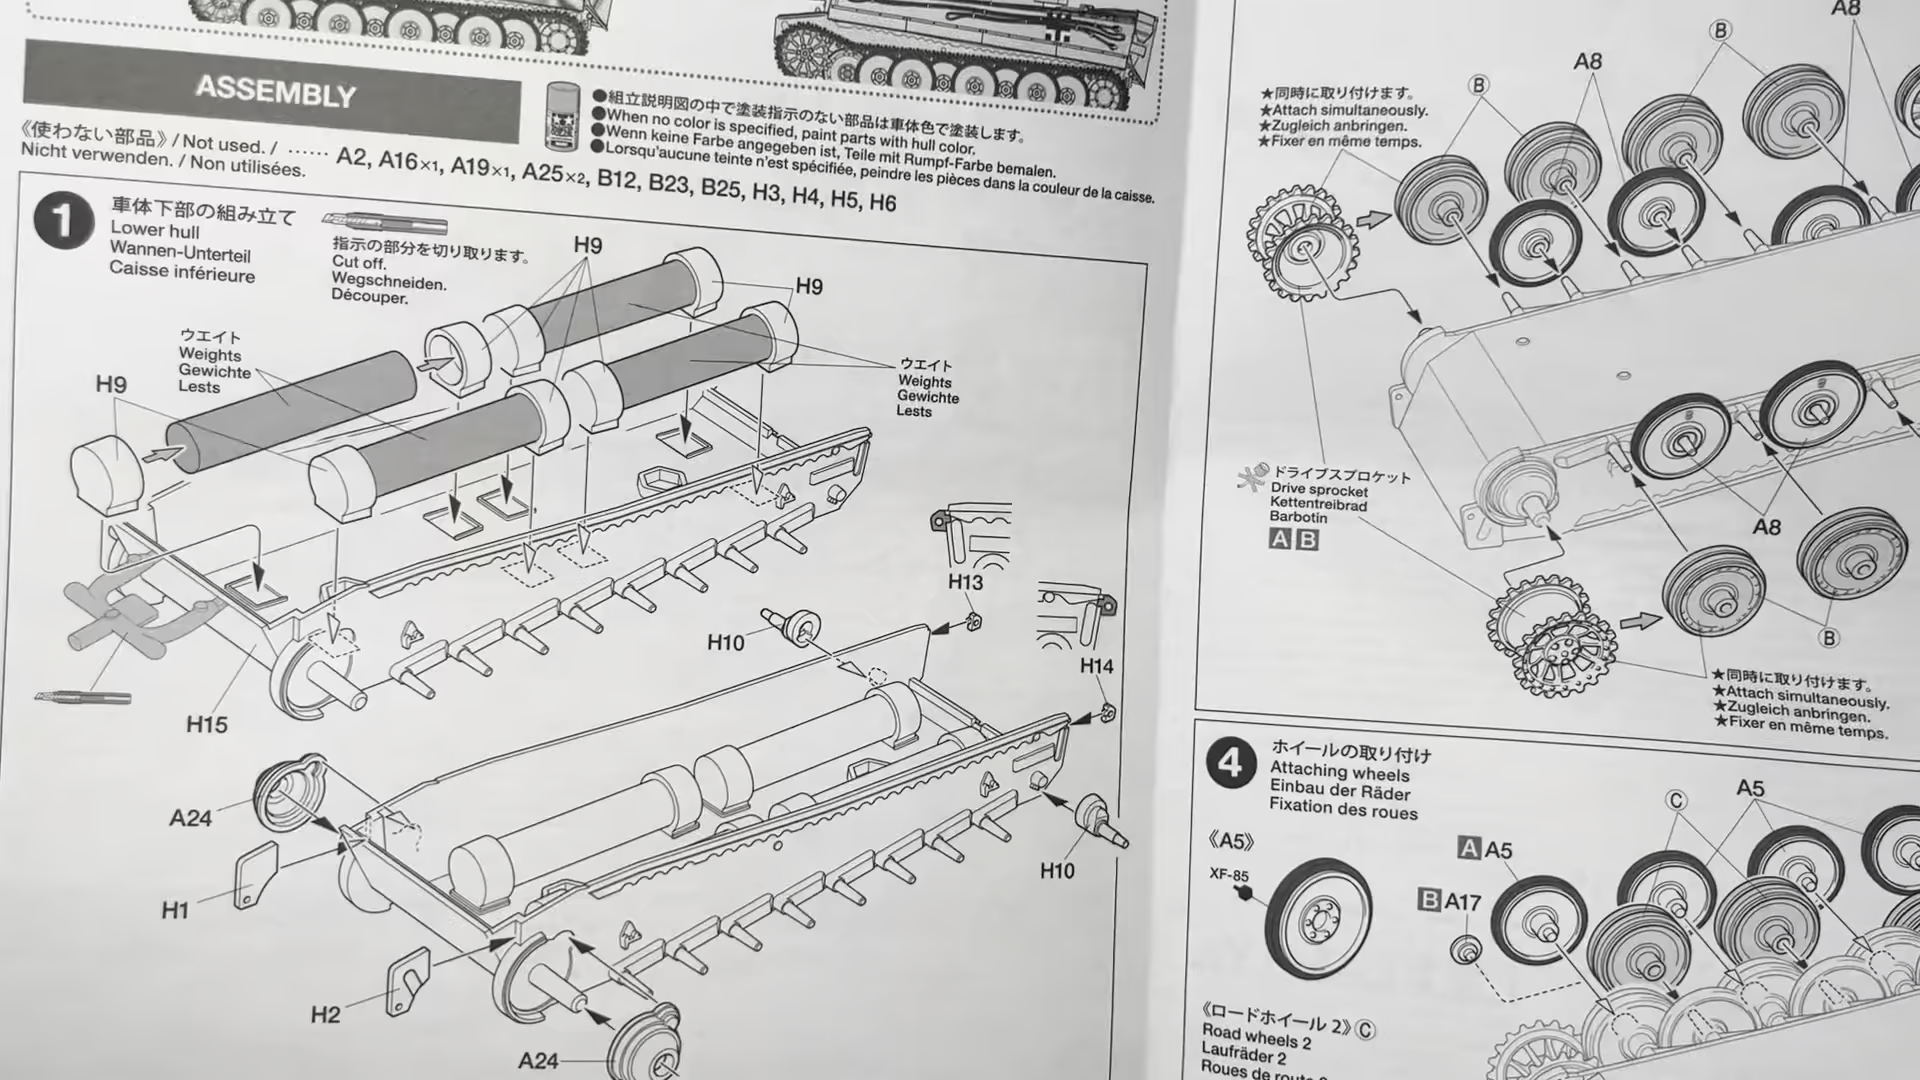 ASSEMBLY
●組立説明図の中で塗装指示のない部品は車体色で塗装します。
●When no color is specified, paint parts with hull color.
●Wenn keine Farbe angegeben ist, Teile mit Rumpf-Farbe bemalen.
●Lorsqu'aucune teinte n'est spécifiée, peindre les pièces dans la couleur de la caisse.
《使わない部品》/ Not used. / ...... A2, A16×1, A19×1, A25×2, B12, B23, B25, H3, H4, H5, H6
Nicht verwenden. / Non utilisées.
1
車体下部の組み立て
Lower hull
Wannen-Unterteil
Caisse inférieure
指示の部分を切り取ります。
Cut off.
Wegschneiden.
Découper.
H9
H9
ウエイト
Weights
Gewichte
Lests
H9
ウエイト
Weights
Gewichte
Lests
H13
H10
H14
H15
A24
H1
H10
H2
A24
A8
B
A8
B
★同時に取り付けます。
★Attach simultaneously.
★Zugleich anbringen.
★Fixer en même temps.
ドライブスプロケット
Drive sprocket
Kettentreibrad
Barbotin
A B
A8
B
★同時に取り付けます。
★Attach simultaneously.
★Zugleich anbringen.
★Fixer en même temps.
4
ホイールの取り付け
Attaching wheels
Einbau der Räder
Fixation des roues
《A5》
XF-85
A A5
B A17
C
A5
《ロードホイール 2》C
Road wheels 2
Laufräder 2
Roues de